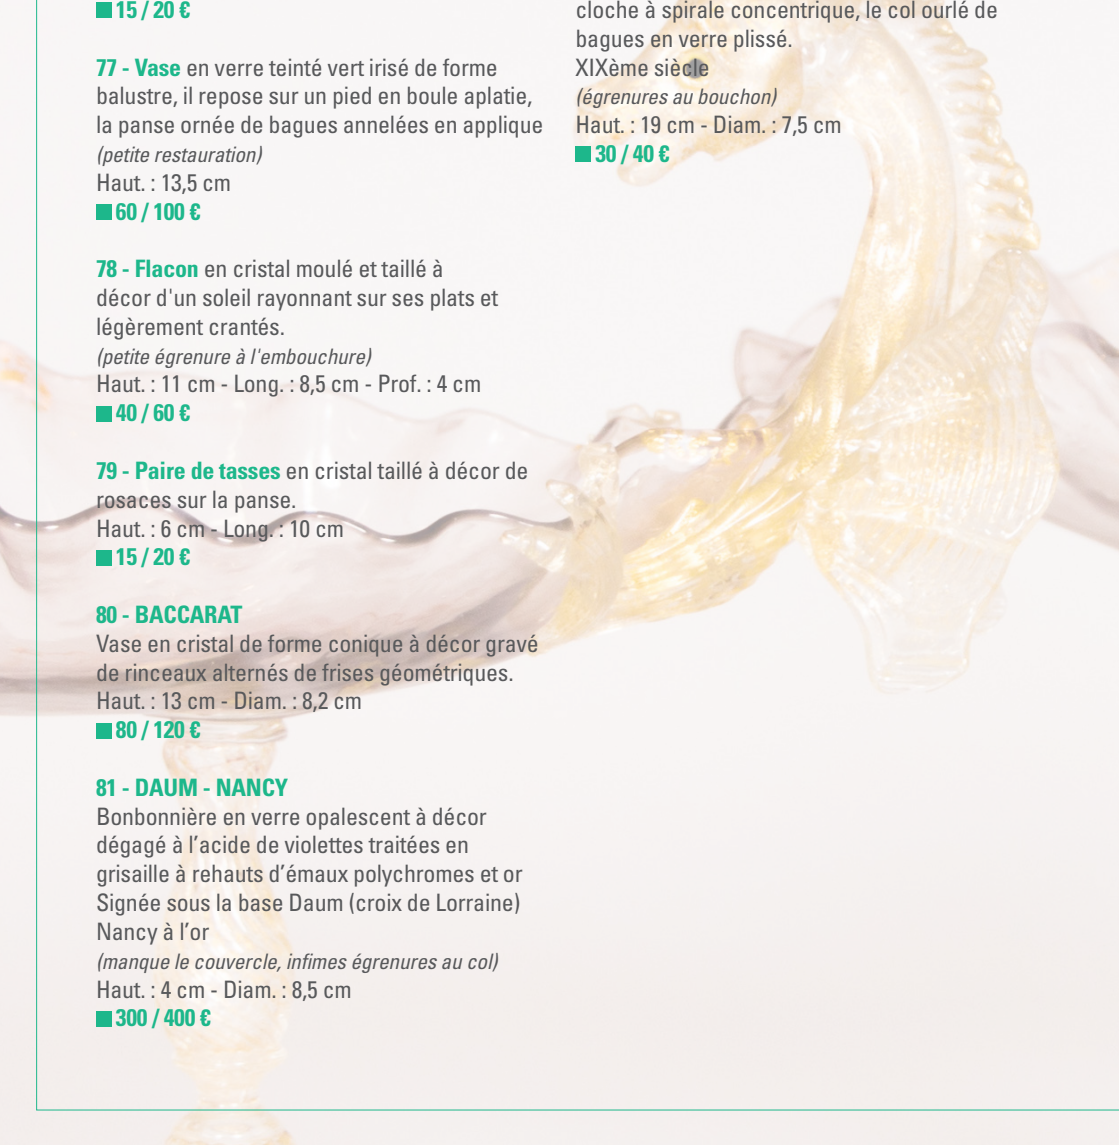 15 / 20 €
77 - Vase en verre teinté vert irisé de forme
balustre, il repose sur un pied en boule aplatie,
la panse ornée de bagues annelées en applique
(petite restauration)
Haut. : 13,5 cm
60 / 100 €
78 - Flacon en cristal moulé et taillé à
décor d'un soleil rayonnant sur ses plats et
légèrement crantés.
(petite égrenure à l'embouchure)
Haut. : 11 cm - Long. : 8,5 cm - Prof. : 4 cm
40 / 60 €
79 - Paire de tasses en cristal taillé à décor de
rosaces sur la panse.
Haut. : 6 cm - Long. : 10 cm
15 / 20 €
80 - BACCARAT
Vase en cristal de forme conique à décor gravé
de rinceaux alternés de frises géométriques.
Haut. : 13 cm - Diam. : 8,2 cm
80 / 120 €
81 - DAUM - NANCY
Bonbonnière en verre opalescent à décor
dégagé à l’acide de violettes traitées en
grisaille à rehauts d’émaux polychromes et or
Signée sous la base Daum (croix de Lorraine)
Nancy à l’or
(manque le couvercle, infimes égrenures au col)
Haut. : 4 cm - Diam. : 8,5 cm
300 / 400 €
cloche à spirale concentrique, le col ourlé de
bagues en verre plissé.
XIXème siècle
(égrenures au bouchon)
Haut. : 19 cm - Diam. : 7,5 cm
30 / 40 €